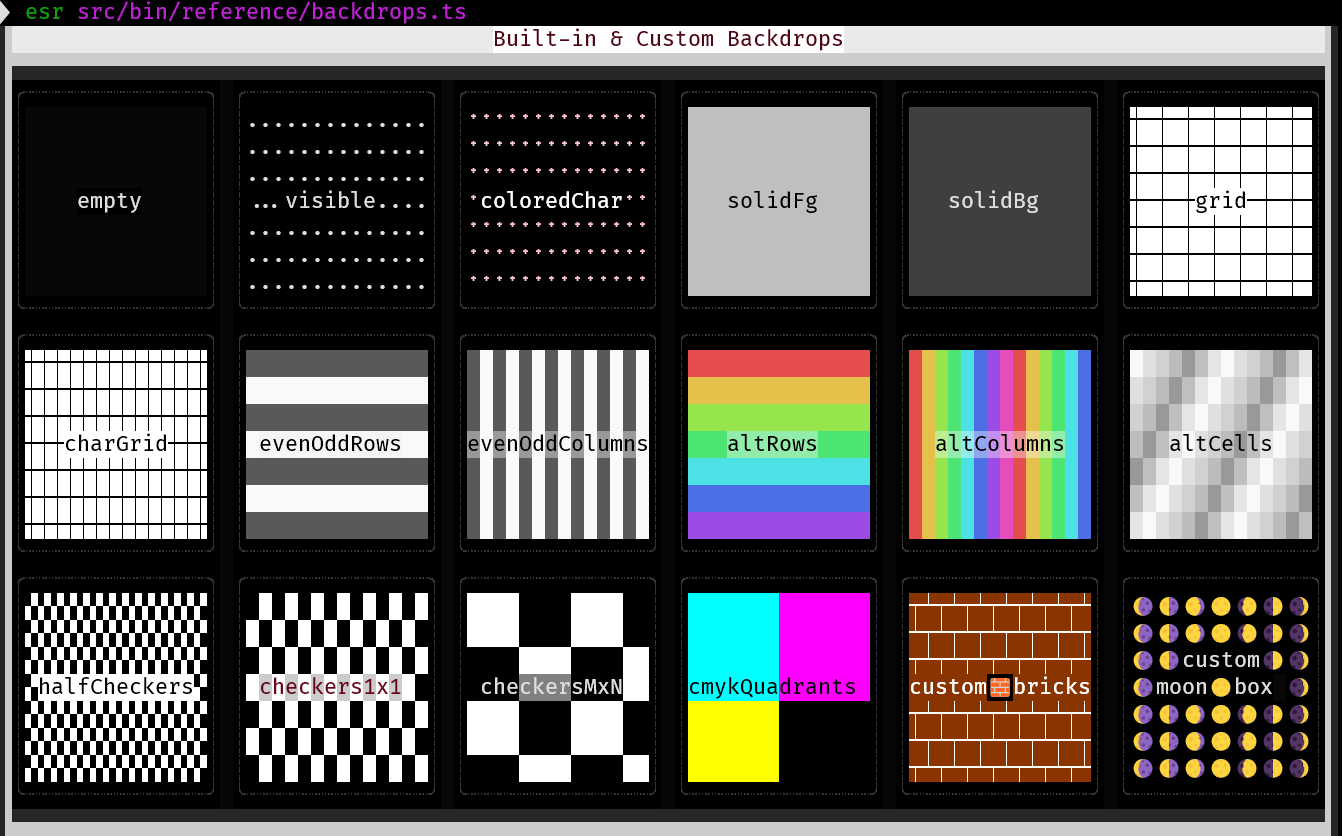 esr src/bin/reference/backdrops.ts
Built-in & Custom Backdrops
empty
...visible....
coloredChar
solidFg
solidBg
grid
charGrid
evenOddRows
evenOddColumns
altRows
altColumns
altCells
halfCheckers
checkers1x1
checkersMxN
cmykQuadrants
custom🧱bricks
custom
moon🌕box